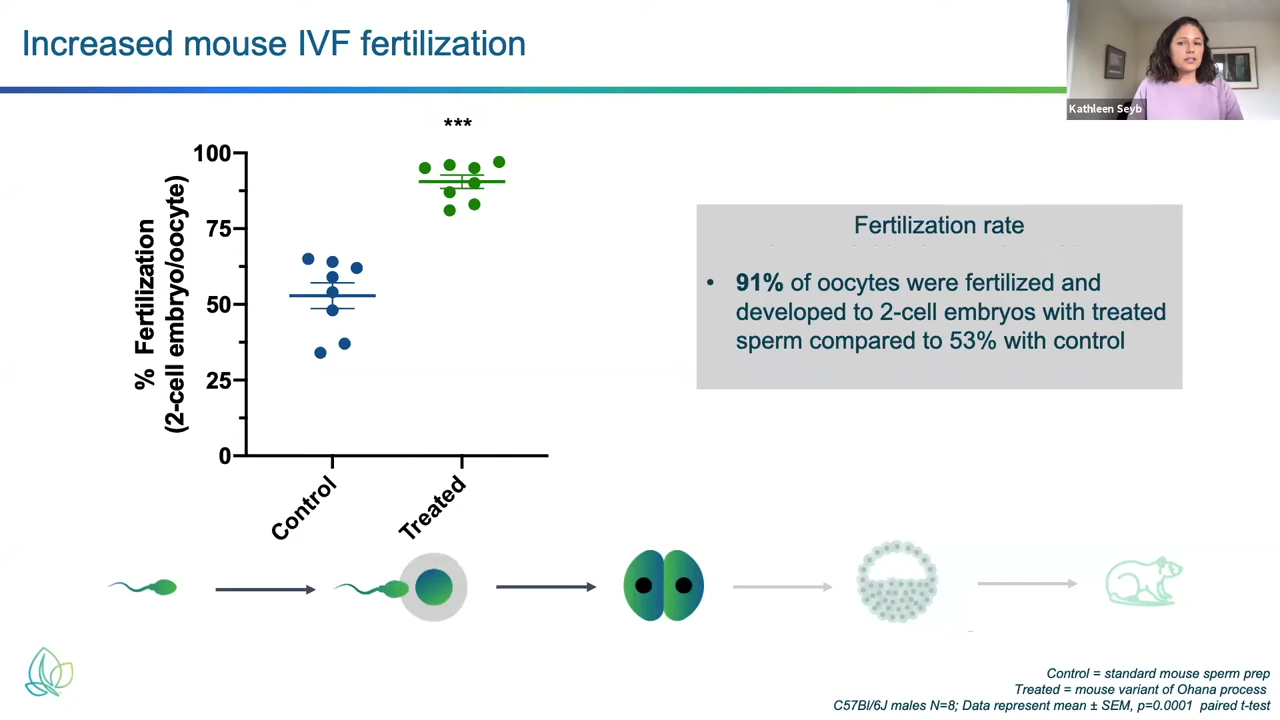 Increased mouse IVF fertilization
Kathleen Seyb
***
100
75
50
25
0
% Fertilization
(2-cell embryo/oocyte)
Control
Treated
Fertilization rate
• 91% of oocytes were fertilized and
developed to 2-cell embryos with treated
sperm compared to 53% with control
Control = standard mouse sperm prep
Treated = mouse variant of Ohana process
C57Bl/6J males N=8; Data represent mean ± SEM, p=0.0001 paired t-test